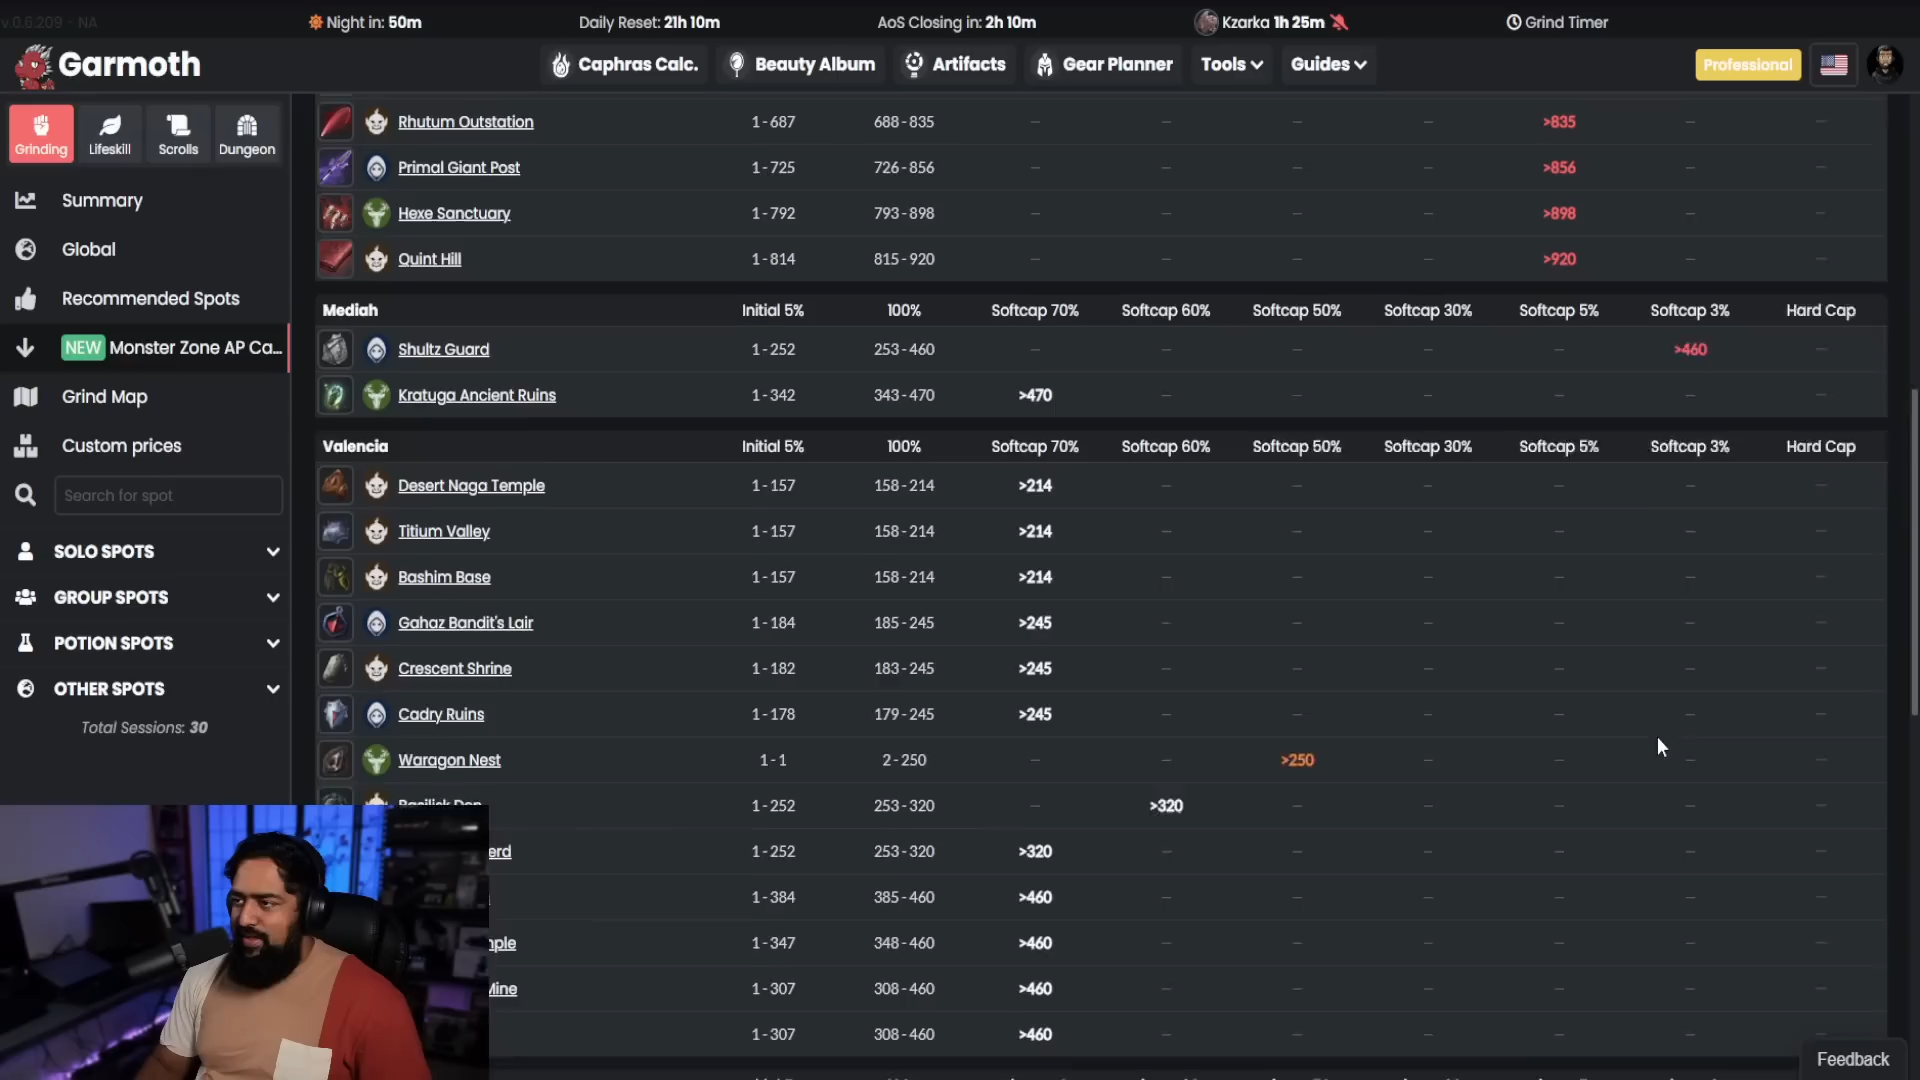 v.0.6.209 - NA
Night in: 50m
Daily Reset: 21h 10m
AoS Closing in: 2h 10m
Kzarka 1h 25m
Grind Timer
Garmoth
Caphras Calc.
Beauty Album
Artifacts
Gear Planner
Tools
Guides
Professional
Grinding
Lifeskill
Scrolls
Dungeon
Summary
Global
Recommended Spots
NEW Monster Zone AP Ca...
Grind Map
Custom prices
Search for spot
SOLO SPOTS
GROUP SPOTS
POTION SPOTS
OTHER SPOTS
Total Sessions: 30
Rhutum Outstation 1-687 688-835 – – – – >835 – –
Primal Giant Post 1-725 726-856 – – – – >856 – –
Hexe Sanctuary 1-792 793-898 – – – – >898 – –
Quint Hill 1-814 815-920 – – – – >920 – –
Mediah Initial 5% 100% Softcap 70% Softcap 60% Softcap 50% Softcap 30% Softcap 5% Softcap 3% Hard Cap
Shultz Guard 1-252 253-460 – – – – – >460 –
Kratuga Ancient Ruins 1-342 343-470 >470 – – – – – –
Valencia Initial 5% 100% Softcap 70% Softcap 60% Softcap 50% Softcap 30% Softcap 5% Softcap 3% Hard Cap
Desert Naga Temple 1-157 158-214 >214 – – – – – –
Titium Valley 1-157 158-214 >214 – – – – – –
Bashim Base 1-157 158-214 >214 – – – – – –
Gahaz Bandit's Lair 1-184 185-245 >245 – – – – – –
Crescent Shrine 1-182 183-245 >245 – – – – – –
Cadry Ruins 1-178 179-245 >245 – – – – – –
Waragon Nest 1-1 2-250 – – >250 – – – –
Basilisk Den 1-252 253-320 – >320 – – – – –
erd 1-252 253-320 >320 – – – – – –
1-384 385-460 >460 – – – – – –
mple 1-347 348-460 >460 – – – – – –
Mine 1-307 308-460 >460 – – – – – –
1-307 308-460 >460 – – – – – –
Feedback